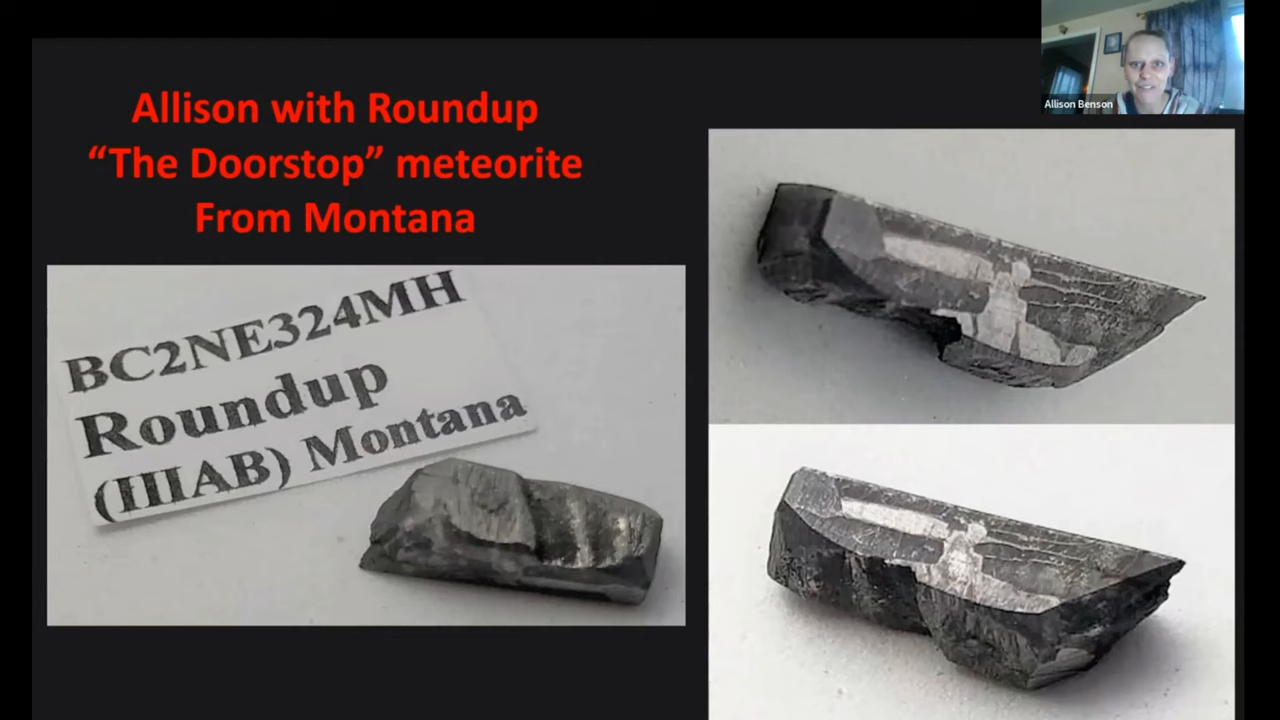 Allison with Roundup
“The Doorstop” meteorite
From Montana
Allison Benson
BC2NE324MH
Roundup
(IIIAB) Montana